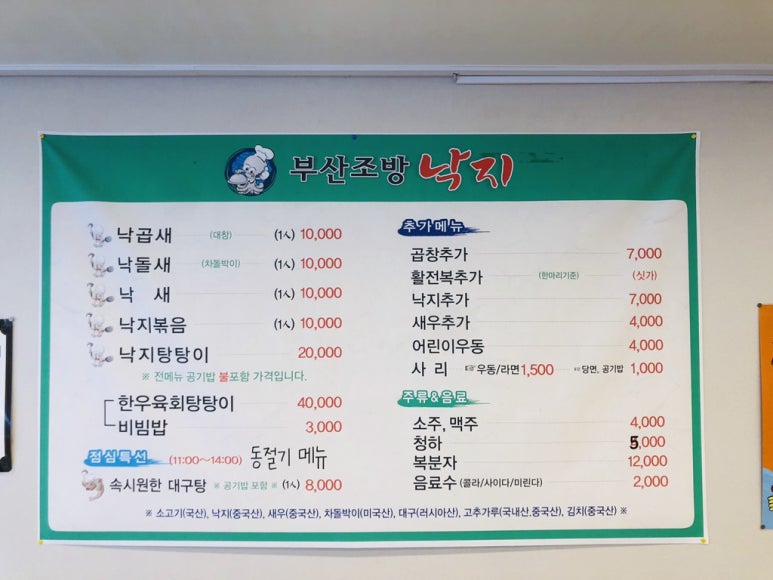 부산조방 낙지
낙곱새 (대창) (1人) 10,000
낙돌새 (차돌박이) (1人) 10,000
낙 새 (1人) 10,000
낙지볶음 (1人) 10,000
낙지탕탕이 20,000
※ 전메뉴 공기밥 불포함 가격입니다.
한우육회탕탕이 40,000
비빔밥 3,000
점심특선 (11:00~14:00) 동절기 메뉴
속시원한 대구탕 ※ 공기밥 포함 ※ (1人) 8,000
추가메뉴
곱창추가 7,000
활전복추가 (한마리기준) (싯가)
낙지추가 7,000
새우추가 4,000
어린이우동 4,000
사 리 ☞ 우동/라면 1,500 ☞ 당면, 공기밥 1,000
주류&음료
소주, 맥주 4,000
청하 5,000
복분자 12,000
음료수 (콜라/사이다/미린다) 2,000
※ 소고기(국산), 낙지(중국산), 새우(중국산), 차돌박이(미국산), 대구(러시아산), 고추가루(국내산,중국산), 김치(중국산) ※